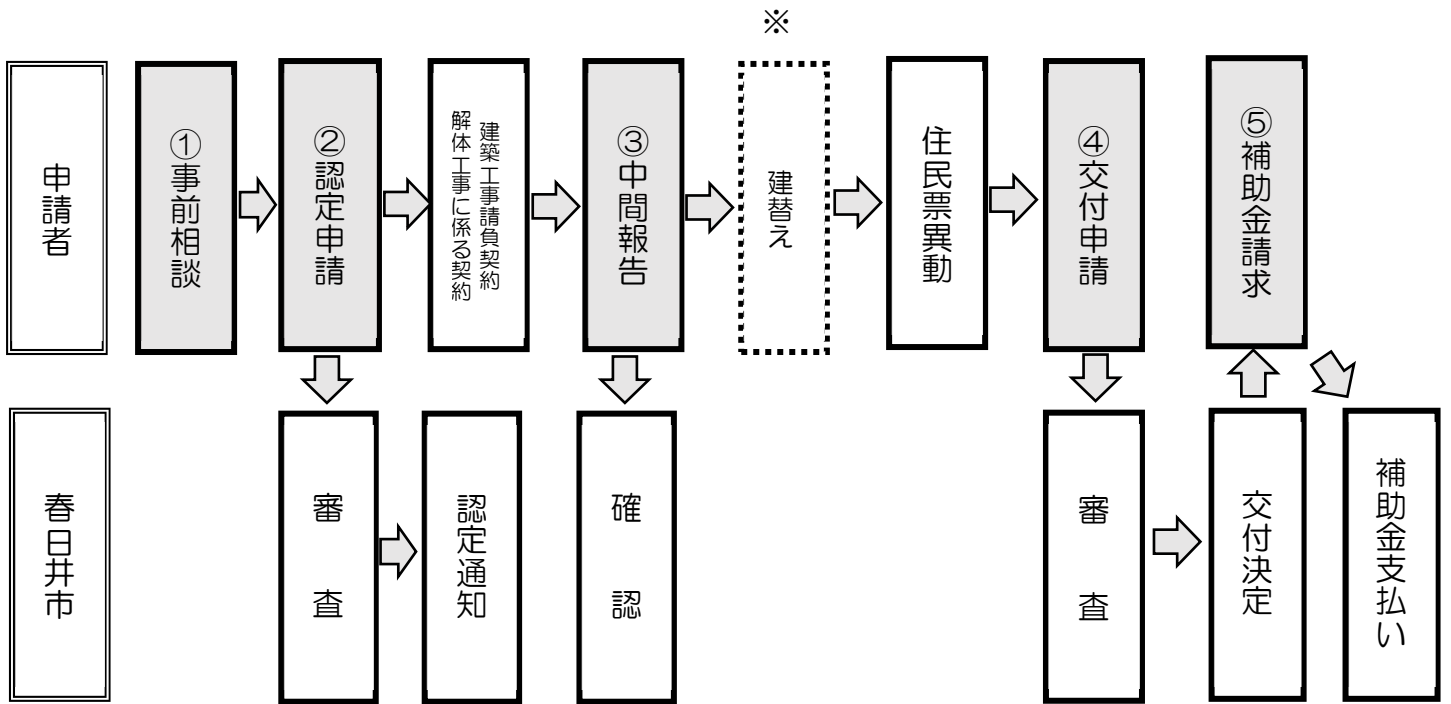 ※
申請者
①事前相談
②認定申請
建築工事請負契約
解体工事に係る契約
③中間報告
建替え
住民票異動
④交付申請
⑤補助金請求
春日井市
審査
認定通知
確認
審査
交付決定
補助金支払い